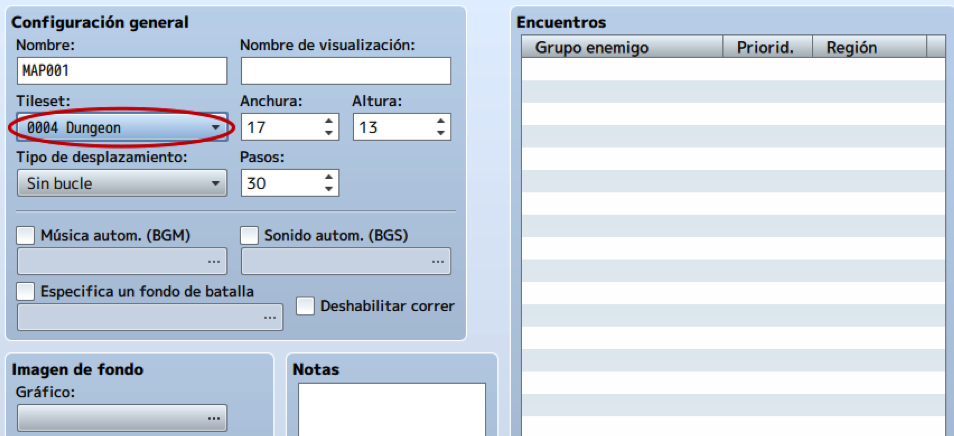 Configuración general
Nombre: Nombre de visualización:
MAP001
Tileset: Anchura: Altura:
0004 Dungeon 17 13
Tipo de desplazamiento: Pasos:
Sin bucle 30
Música autom. (BGM) Sonido autom. (BGS)
... ...
Especifica un fondo de batalla
... Deshabilitar correr
Imagen de fondo
Gráfico:
...
Notas
Encuentros
Grupo enemigo Priorid. Región